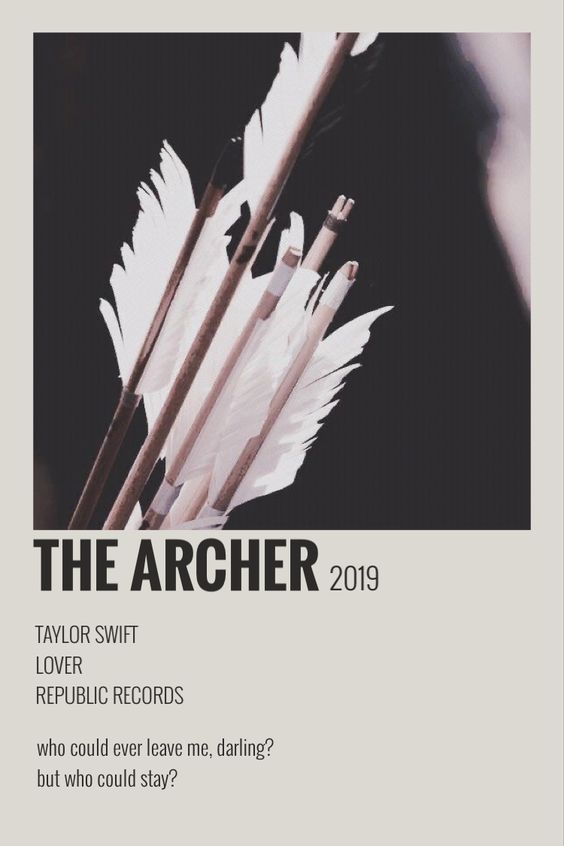 THE ARCHER 2019
TAYLOR SWIFT
LOVER
REPUBLIC RECORDS
who could ever leave me, darling?
but who could stay?